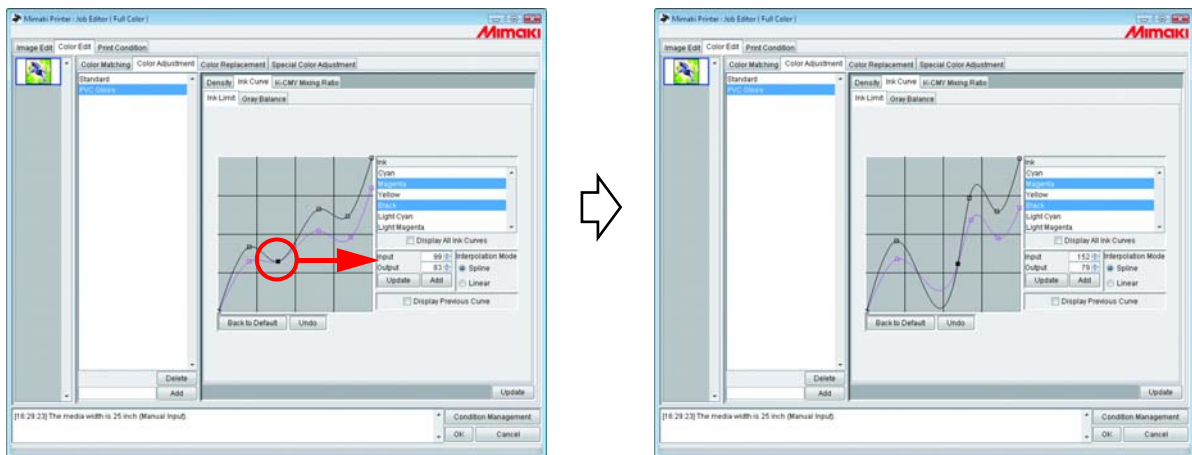 Mimaki Printer : Job Editor ( Full Color )
MIMAKI
Image Edit Color Edit Print Condition
Color Matching Color Adjustment Color Replacement Special Color Adjustment
Standard
PVC Gloss
Density Ink Curve K-CMY Mixing Ratio
Ink Limit Gray Balance
Ink
Cyan
Magenta
Yellow
Black
Light Cyan
Light Magenta
Display All Ink Curves
Input 99 Interpolation Mode
Output 83 Spline
Update Add Linear
Display Previous Curve
Back to Default Undo
Delete
Add Update
[16:29:23] The media width is 25 inch (Manual Input). Condition Management
OK Cancel
Mimaki Printer : Job Editor ( Full Color )
MIMAKI
Image Edit Color Edit Print Condition
Color Matching Color Adjustment Color Replacement Special Color Adjustment
Standard
PVC Gloss
Density Ink Curve K-CMY Mixing Ratio
Ink Limit Gray Balance
Ink
Cyan
Magenta
Yellow
Black
Light Cyan
Light Magenta
Display All Ink Curves
Input 152 Interpolation Mode
Output 79 Spline
Update Add Linear
Display Previous Curve
Back to Default Undo
Delete
Add Update
[16:29:23] The media width is 25 inch (Manual Input). Condition Management
OK Cancel